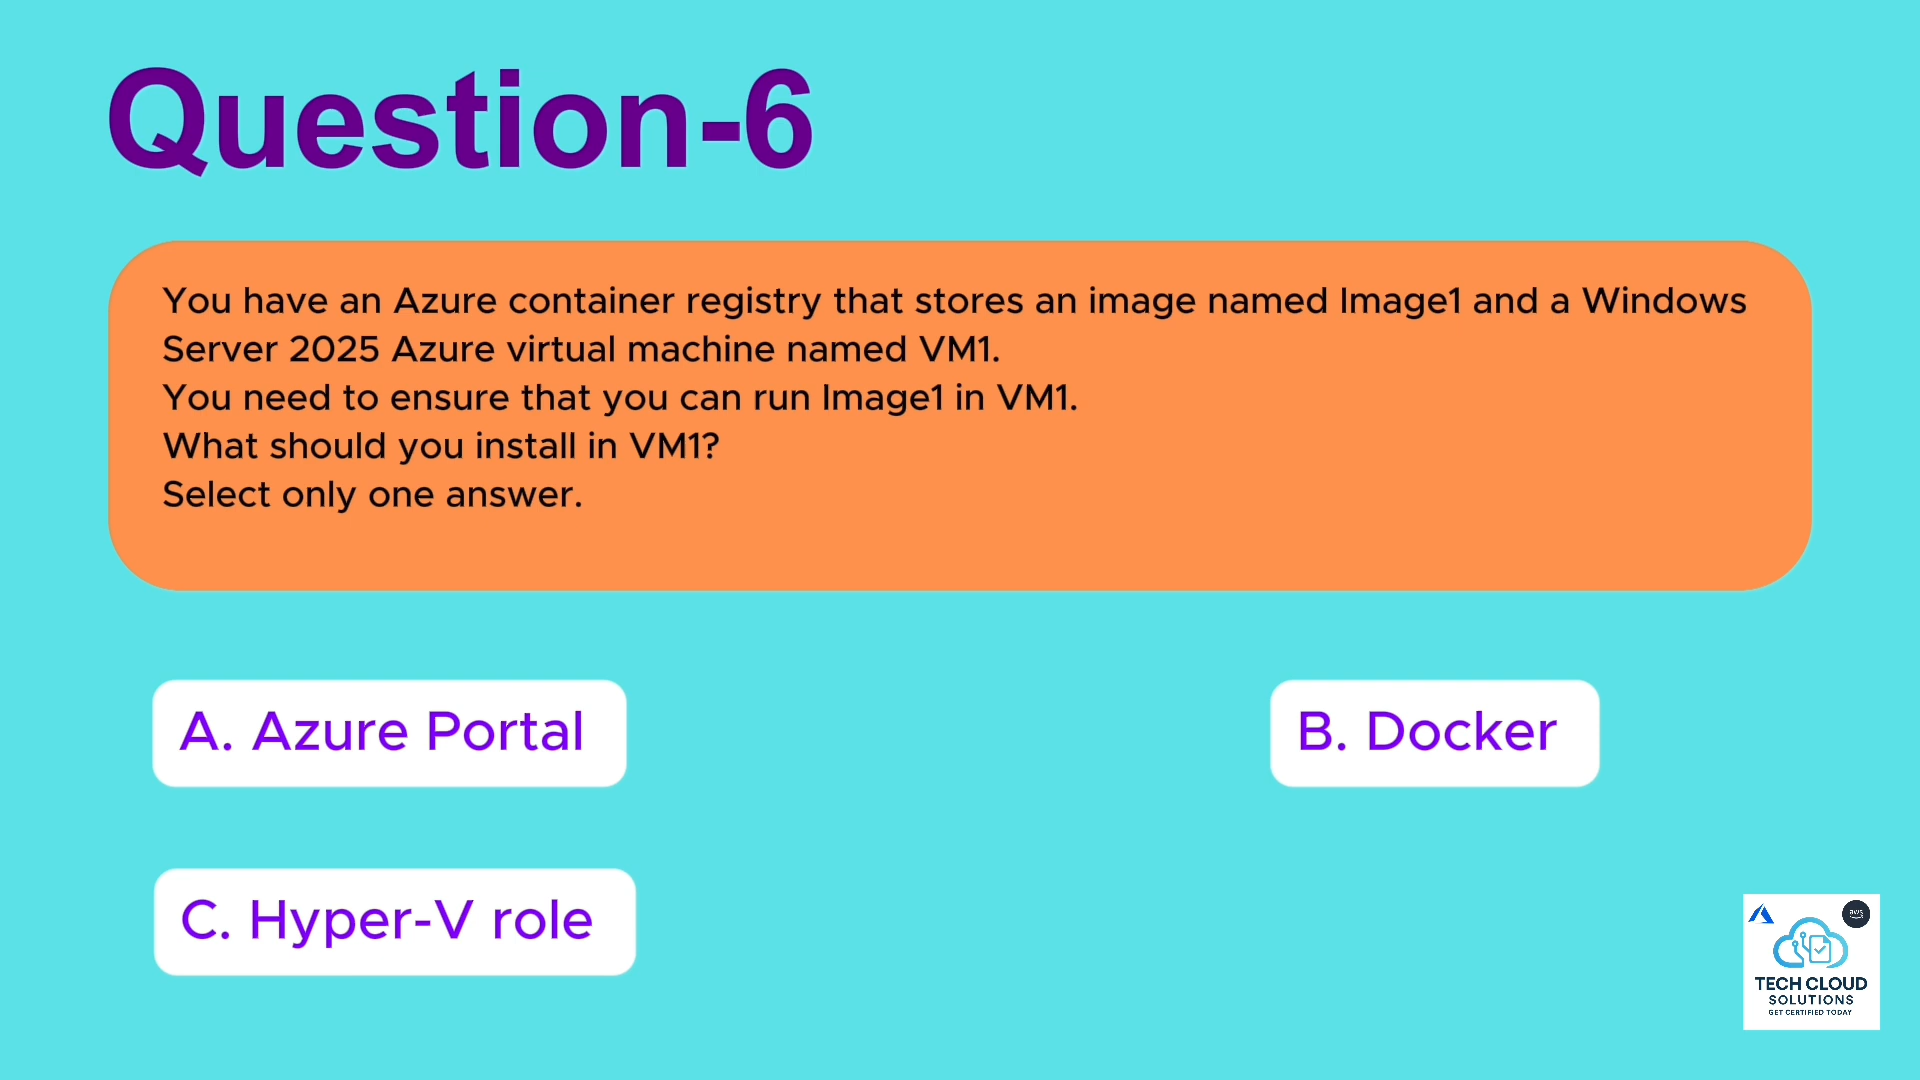 Question-6
You have an Azure container registry that stores an image named Image1 and a Windows
Server 2025 Azure virtual machine named VM1.
You need to ensure that you can run Image1 in VM1.
What should you install in VM1?
Select only one answer.
A. Azure Portal
B. Docker
C. Hyper-V role
aws
TECH CLOUD
SOLUTIONS
GET CERTIFIED TODAY